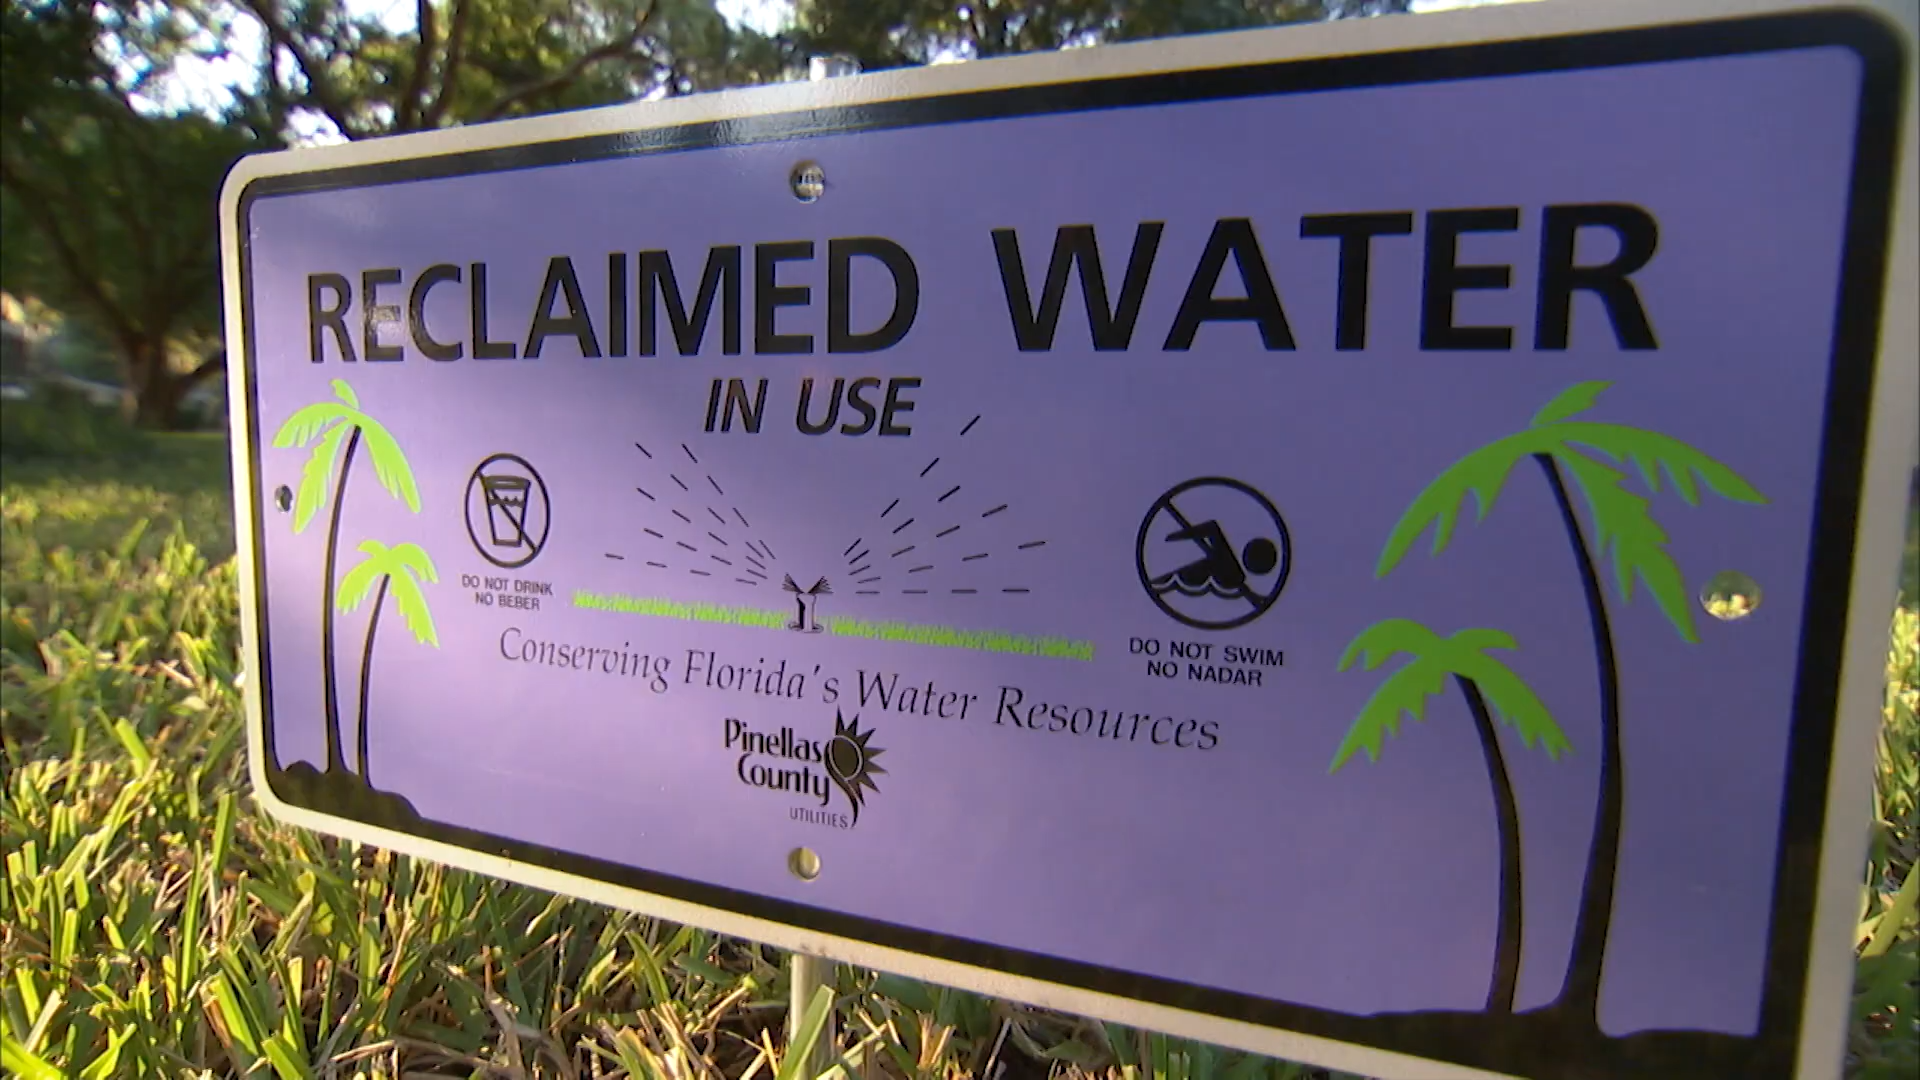 RECLAIMED WATER
IN USE
DO NOT DRINK
NO BEBER
DO NOT SWIM
NO NADAR
Conserving Florida's Water Resources
Pinellas
County
UTILITIES